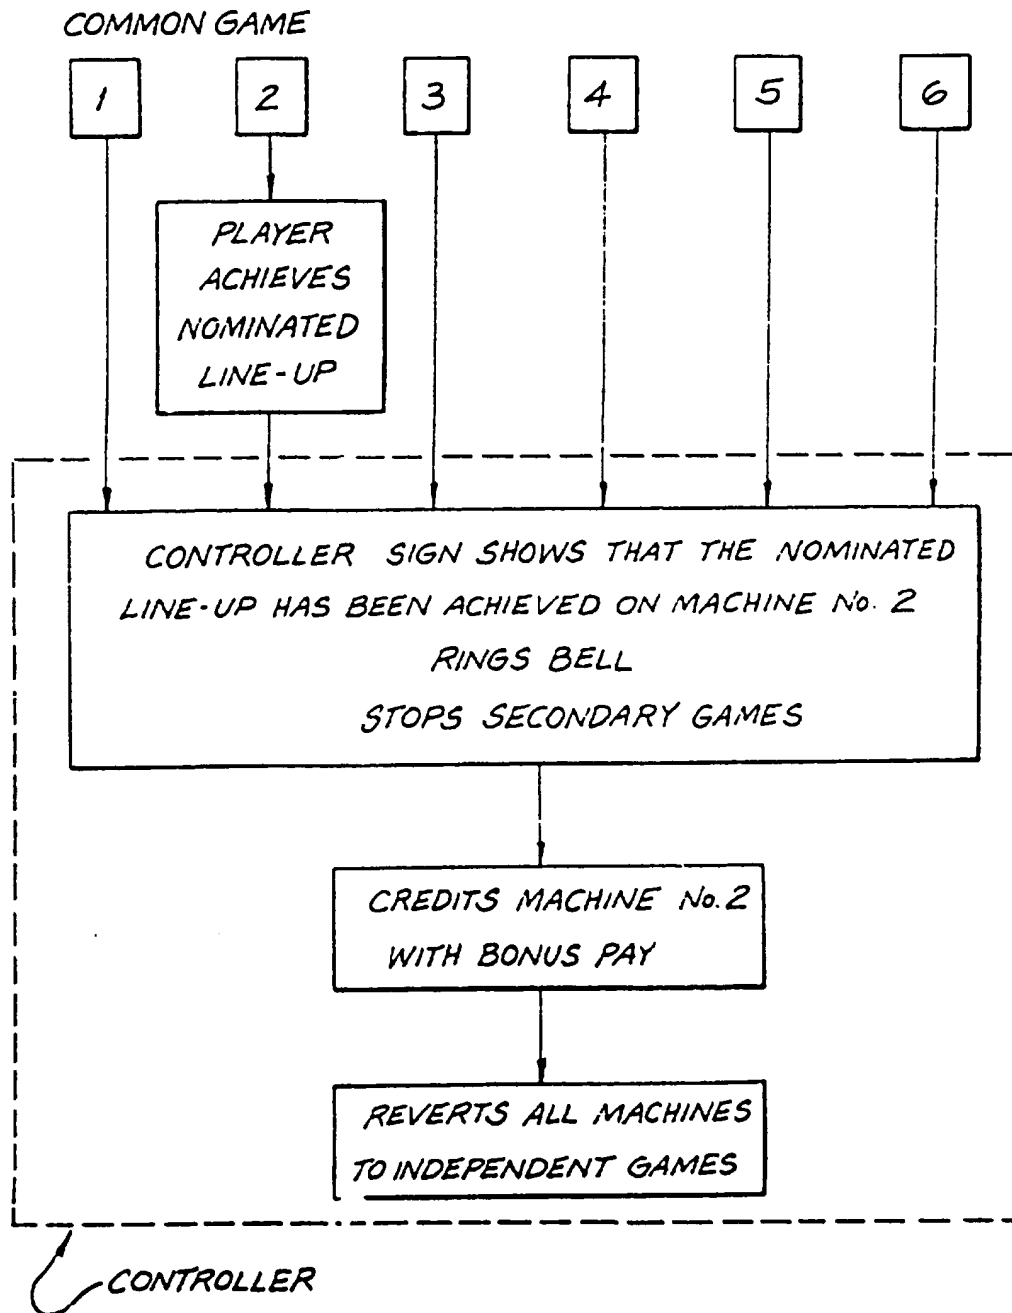 COMMON GAME
1 2 3 4 5 6
PLAYER
ACHIEVES
NOMINATED
LINE-UP
CONTROLLER SIGN SHOWS THAT THE NOMINATED
LINE-UP HAS BEEN ACHIEVED ON MACHINE No. 2
RINGS BELL
STOPS SECONDARY GAMES
CREDITS MACHINE No. 2
WITH BONUS PAY
REVERTS ALL MACHINES
TO INDEPENDENT GAMES
CONTROLLER